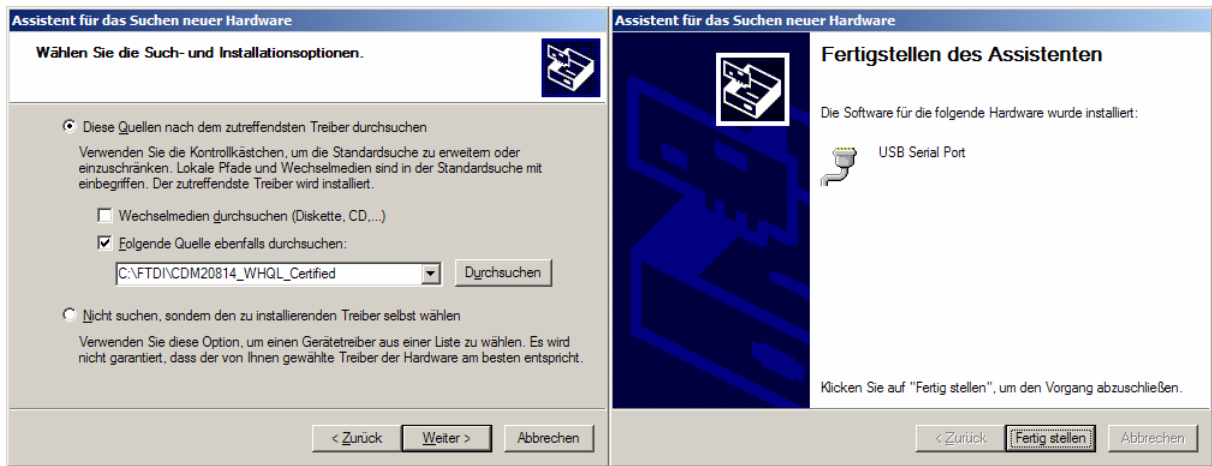 Assistent für das Suchen neuer Hardware
Wählen Sie die Such- und Installationsoptionen.
Diese Quellen nach dem zutreffendsten Treiber durchsuchen
Verwenden Sie die Kontrollkästchen, um die Standardsuche zu erweitern oder
einzuschränken. Lokale Pfade und Wechselmedien sind in der Standardsuche mit
einbegriffen. Der zutreffendste Treiber wird installiert.
Wechselmedien durchsuchen (Diskette, CD,...)
Folgende Quelle ebenfalls durchsuchen:
C:\FTDI\CDM20814_WHQL_Certified
Durchsuchen
Nicht suchen, sondern den zu installierenden Treiber selbst wählen
Verwenden Sie diese Option, um einen Gerätetreiber aus einer Liste zu wählen. Es wird
nicht garantiert, dass der von Ihnen gewählte Treiber der Hardware am besten entspricht.
< Zurück
Weiter >
Abbrechen
Assistent für das Suchen neuer Hardware
Fertigstellen des Assistenten
Die Software für die folgende Hardware wurde installiert:
USB Serial Port
Klicken Sie auf "Fertig stellen", um den Vorgang abzuschließen.
< Zurück
Fertig stellen
Abbrechen